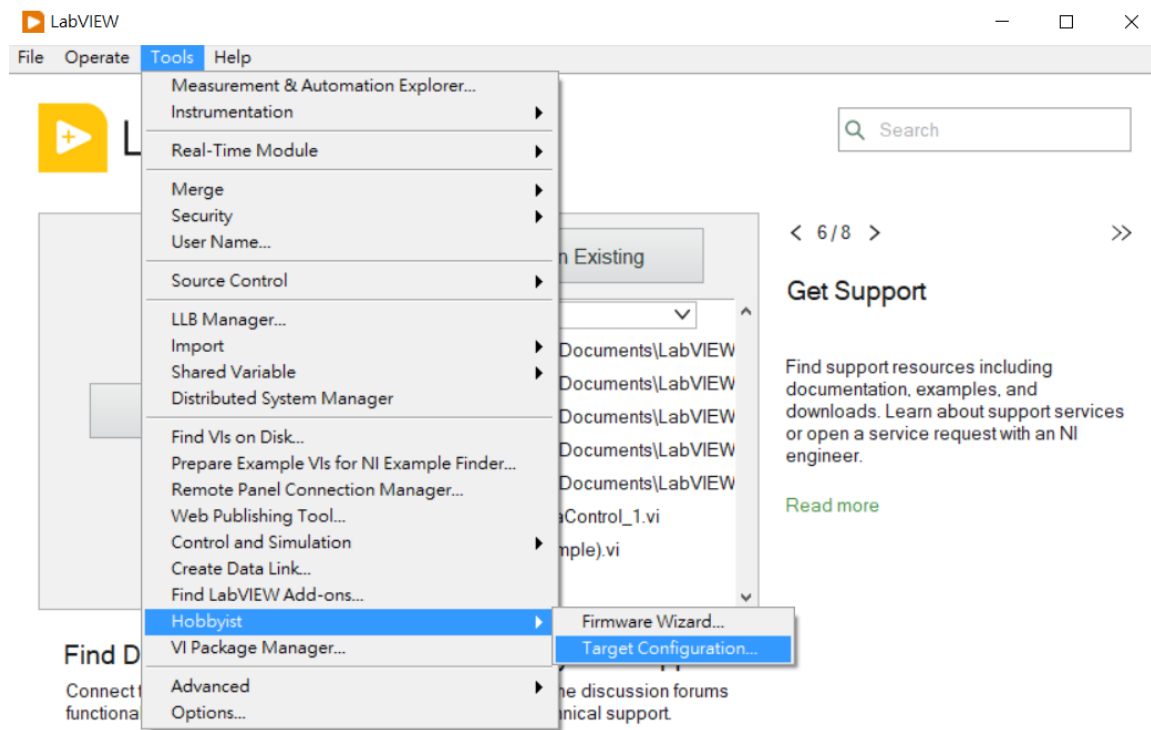 LabVIEW
File Operate Tools Help
Measurement & Automation Explorer...
Instrumentation
Real-Time Module
Merge
Security
User Name...
Source Control
LLB Manager...
Import
Shared Variable
Distributed System Manager
Find VIs on Disk...
Prepare Example VIs for NI Example Finder...
Remote Panel Connection Manager...
Web Publishing Tool...
Control and Simulation
Create Data Link...
Find LabVIEW Add-ons...
Hobbyist
VI Package Manager...
Advanced
Options...
Firmware Wizard...
Target Configuration...
L
Search
n Existing
Documents\LabVIEW
Documents\LabVIEW
Documents\LabVIEW
Documents\LabVIEW
Documents\LabVIEW
aControl_1.vi
mple).vi
< 6/8 >
Get Support
Find support resources including
documentation, examples, and
downloads. Learn about support services
or open a service request with an NI
engineer.
Read more
Find D
Connect
functiona
he discussion forums
nical support.